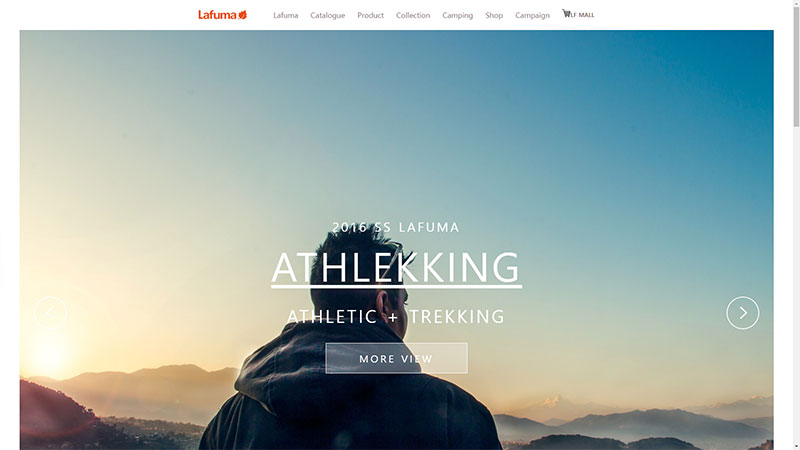 Lafuma
Lafuma Catalogue Product Collection Camping Shop Campaign LF MALL
2016 SS LAFUMA
ATHLEKKING
ATHLETIC + TREKKING
MORE VIEW